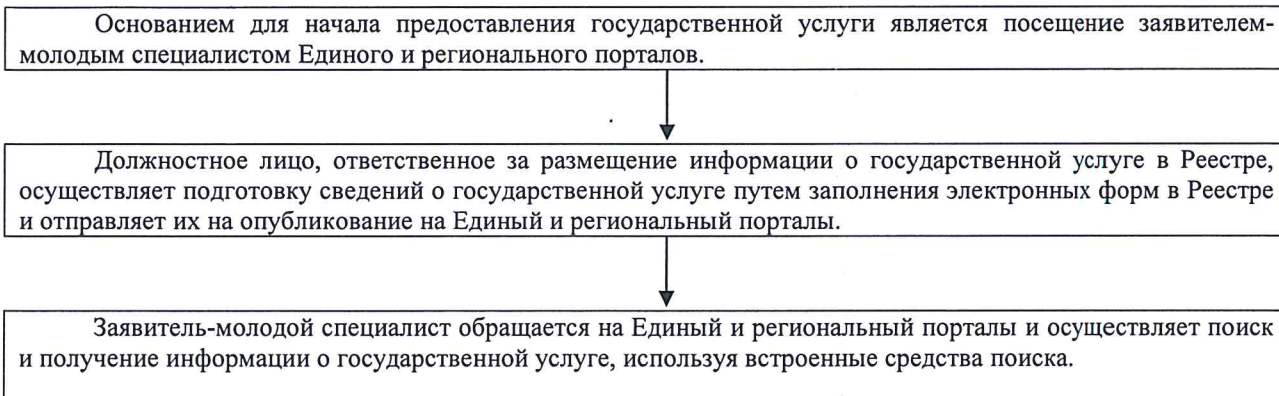 Основанием для начала предоставления государственной услуги является посещение заявителем-
молодым специалистом Единого и регионального порталов.
Должностное лицо, ответственное за размещение информации о государственной услуге в Реестре,
осуществляет подготовку сведений о государственной услуге путем заполнения электронных форм в Реестре
и отправляет их на опубликование на Единый и региональный порталы.
Заявитель-молодой специалист обращается на Единый и региональный порталы и осуществляет поиск
и получение информации о государственной услуге, используя встроенные средства поиска.